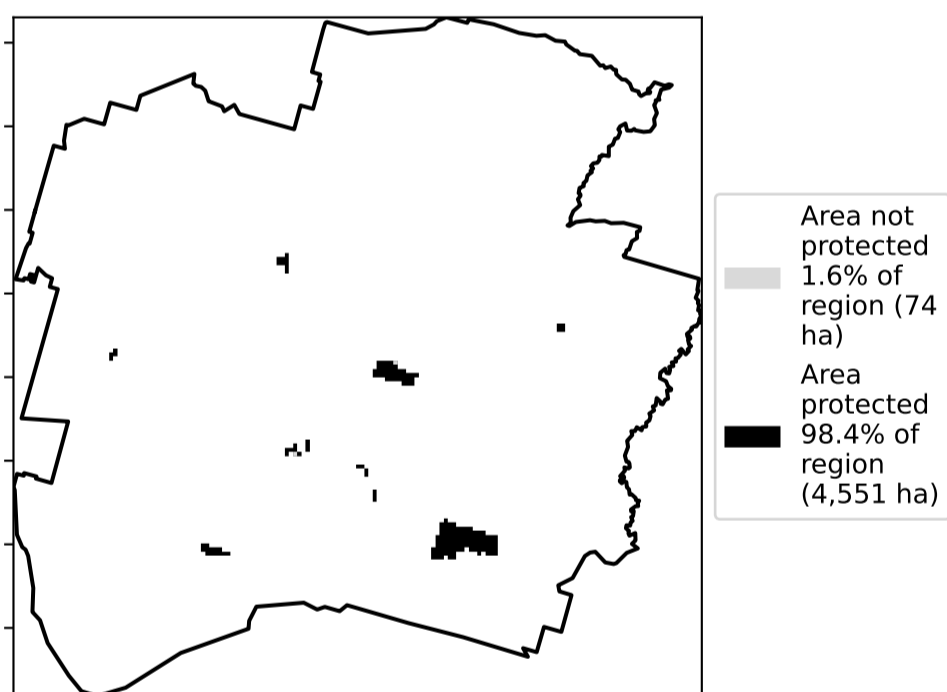 Area not
protected
1.6% of
region (74
ha)
Area
protected
98.4% of
region
(4,551 ha)